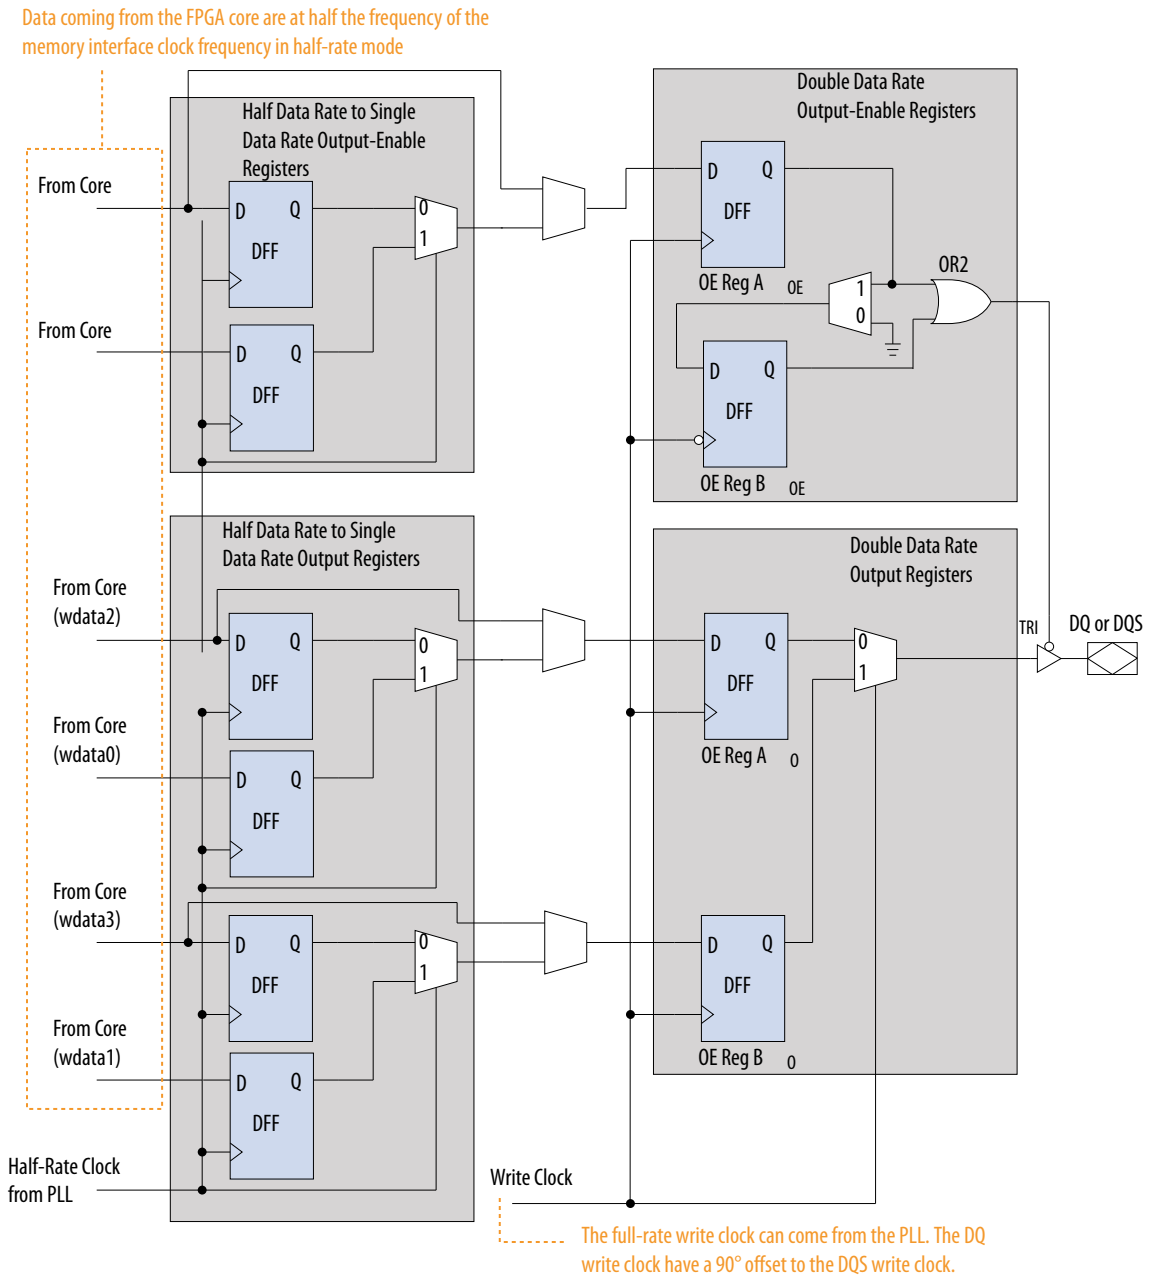 Data coming from the FPGA core are at half the frequency of the
memory interface clock frequency in half-rate mode
Half Data Rate to Single
Data Rate Output-Enable
Registers
From Core
D Q
DFF
0
1
From Core
D Q
DFF
Double Data Rate
Output-Enable Registers
D Q
DFF
OE Reg A OE
1
0
OR2
D Q
DFF
OE Reg B OE
Half Data Rate to Single
Data Rate Output Registers
From Core
(wdata2)
D Q
DFF
0
1
From Core
(wdata0)
D Q
DFF
From Core
(wdata3)
D Q
DFF
0
1
From Core
(wdata1)
D Q
DFF
Half-Rate Clock
from PLL
Double Data Rate
Output Registers
D Q
DFF
OE Reg A O
0
1
TRI
DQ or DQS
D Q
DFF
OE Reg B O
Write Clock
The full-rate write clock can come from the PLL. The DQ
write clock have a 90° offset to the DQS write clock.